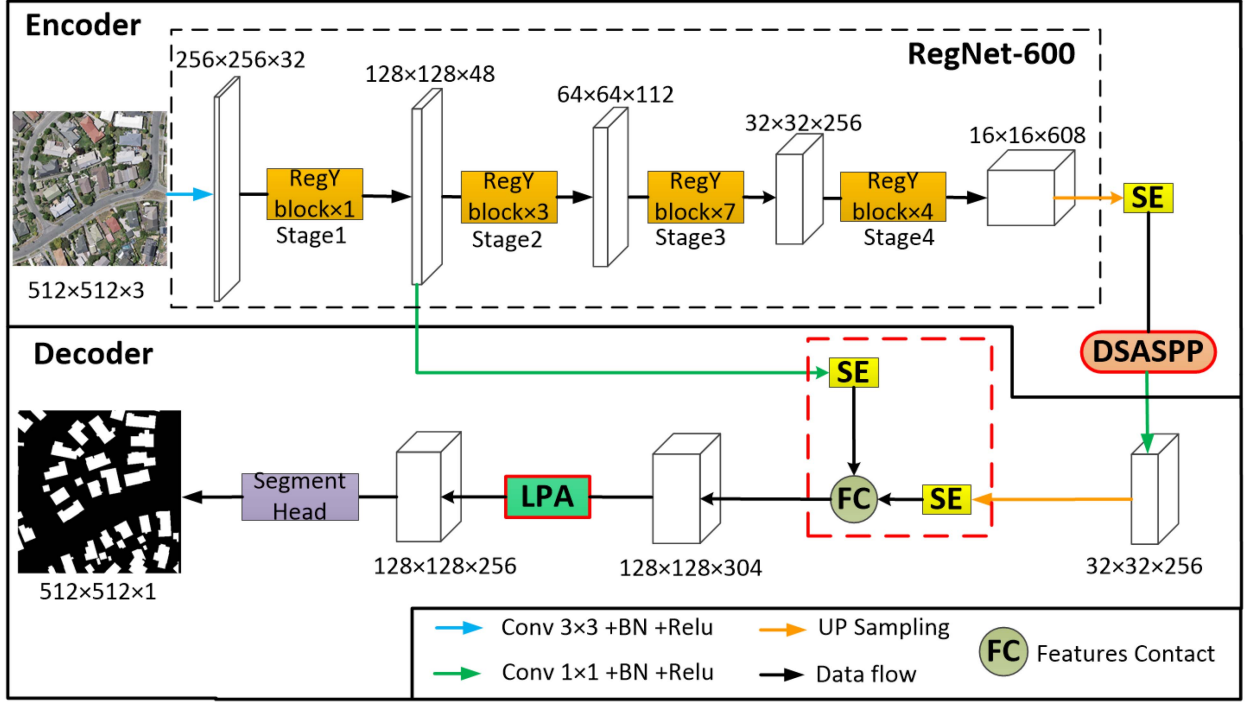 Encoder
RegNet-600
256×256×32
128×128×48
64×64×112
32×32×256
16×16×608
RegY
block×1
Stage1
RegY
block×3
Stage2
RegY
block×7
Stage3
RegY
block×4
Stage4
SE
512×512×3
DSASPP
Decoder
SE
Segment
Head
LPA
FC
SE
512×512×1
128×128×256
128×128×304
32×32×256
Conv 3×3 +BN +Relu
UP Sampling
Conv 1×1 +BN +Relu
Data flow
FC
Features Contact